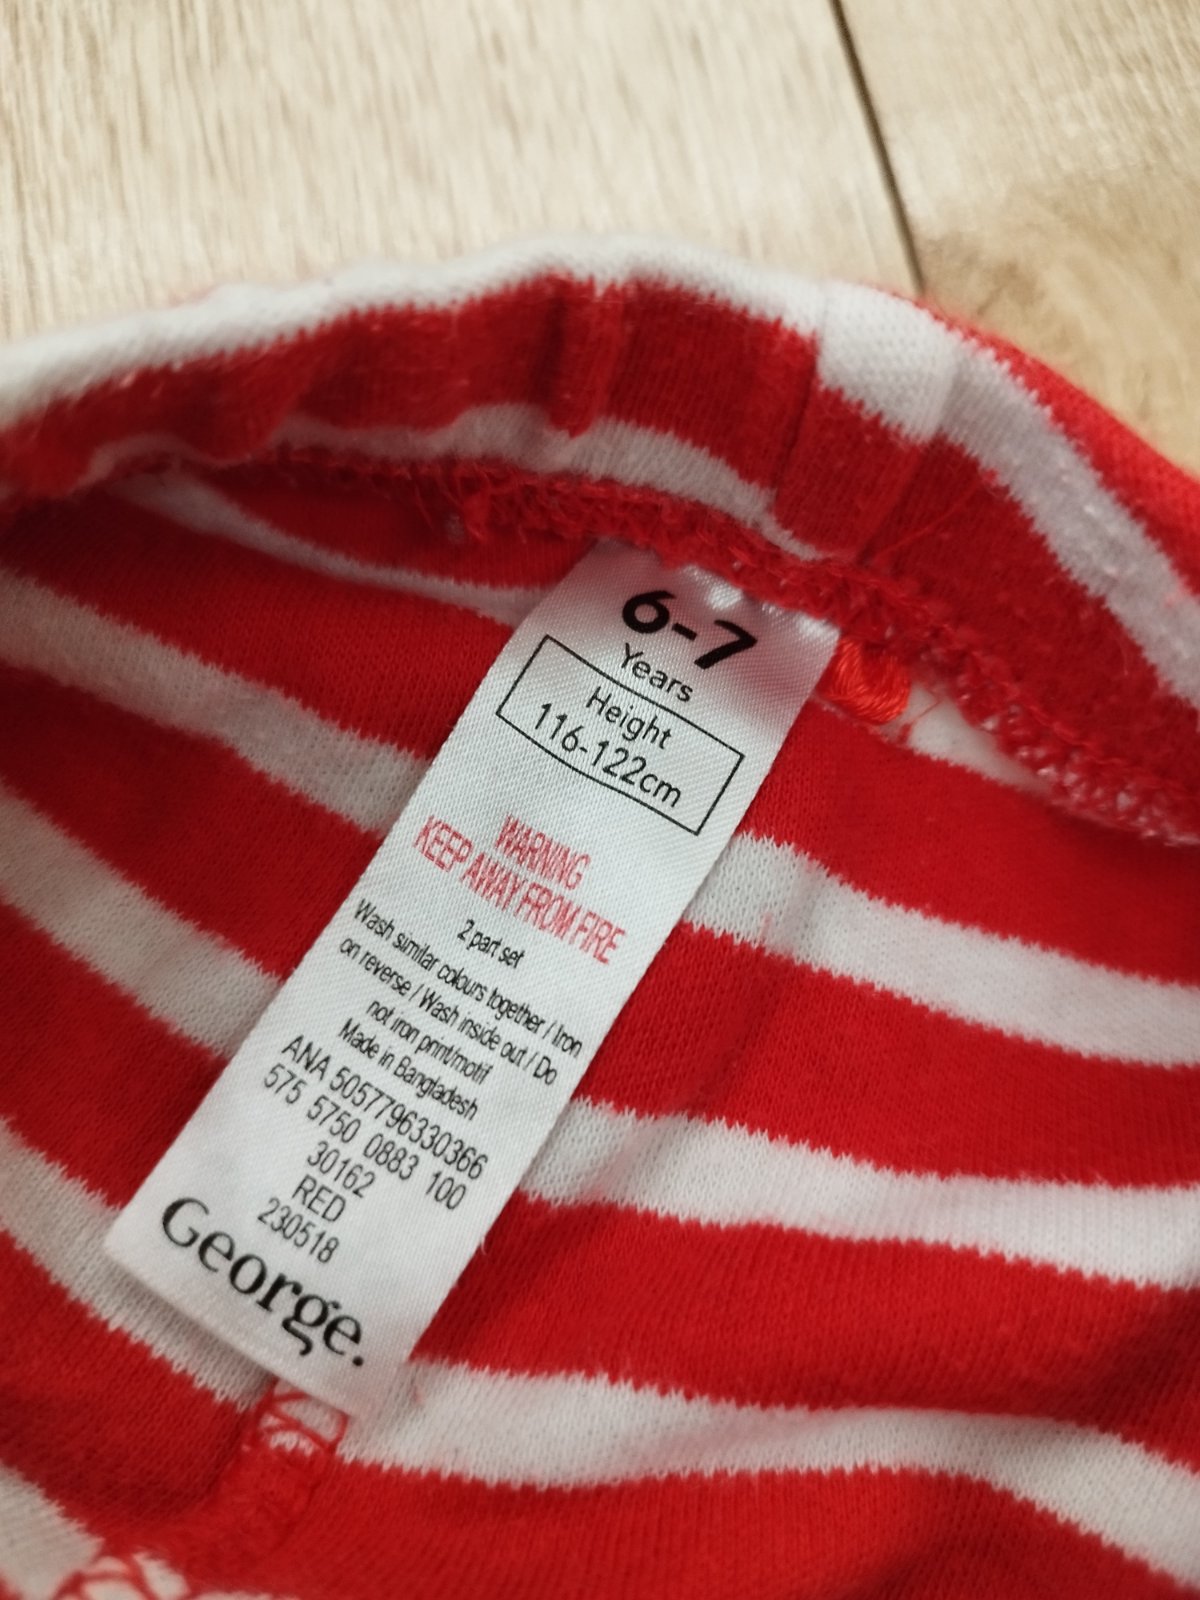 6-7
Years
Height
116-122cm
WARNING
KEEP AWAY FROM FIRE
2 part set
Wash similar colours together / Iron
on reverse / Wash inside out / Do
not iron print/motif
Made in Bangladesh
ANA 5057796330366
575 5750 0883 100
30162
RED
230518
George.